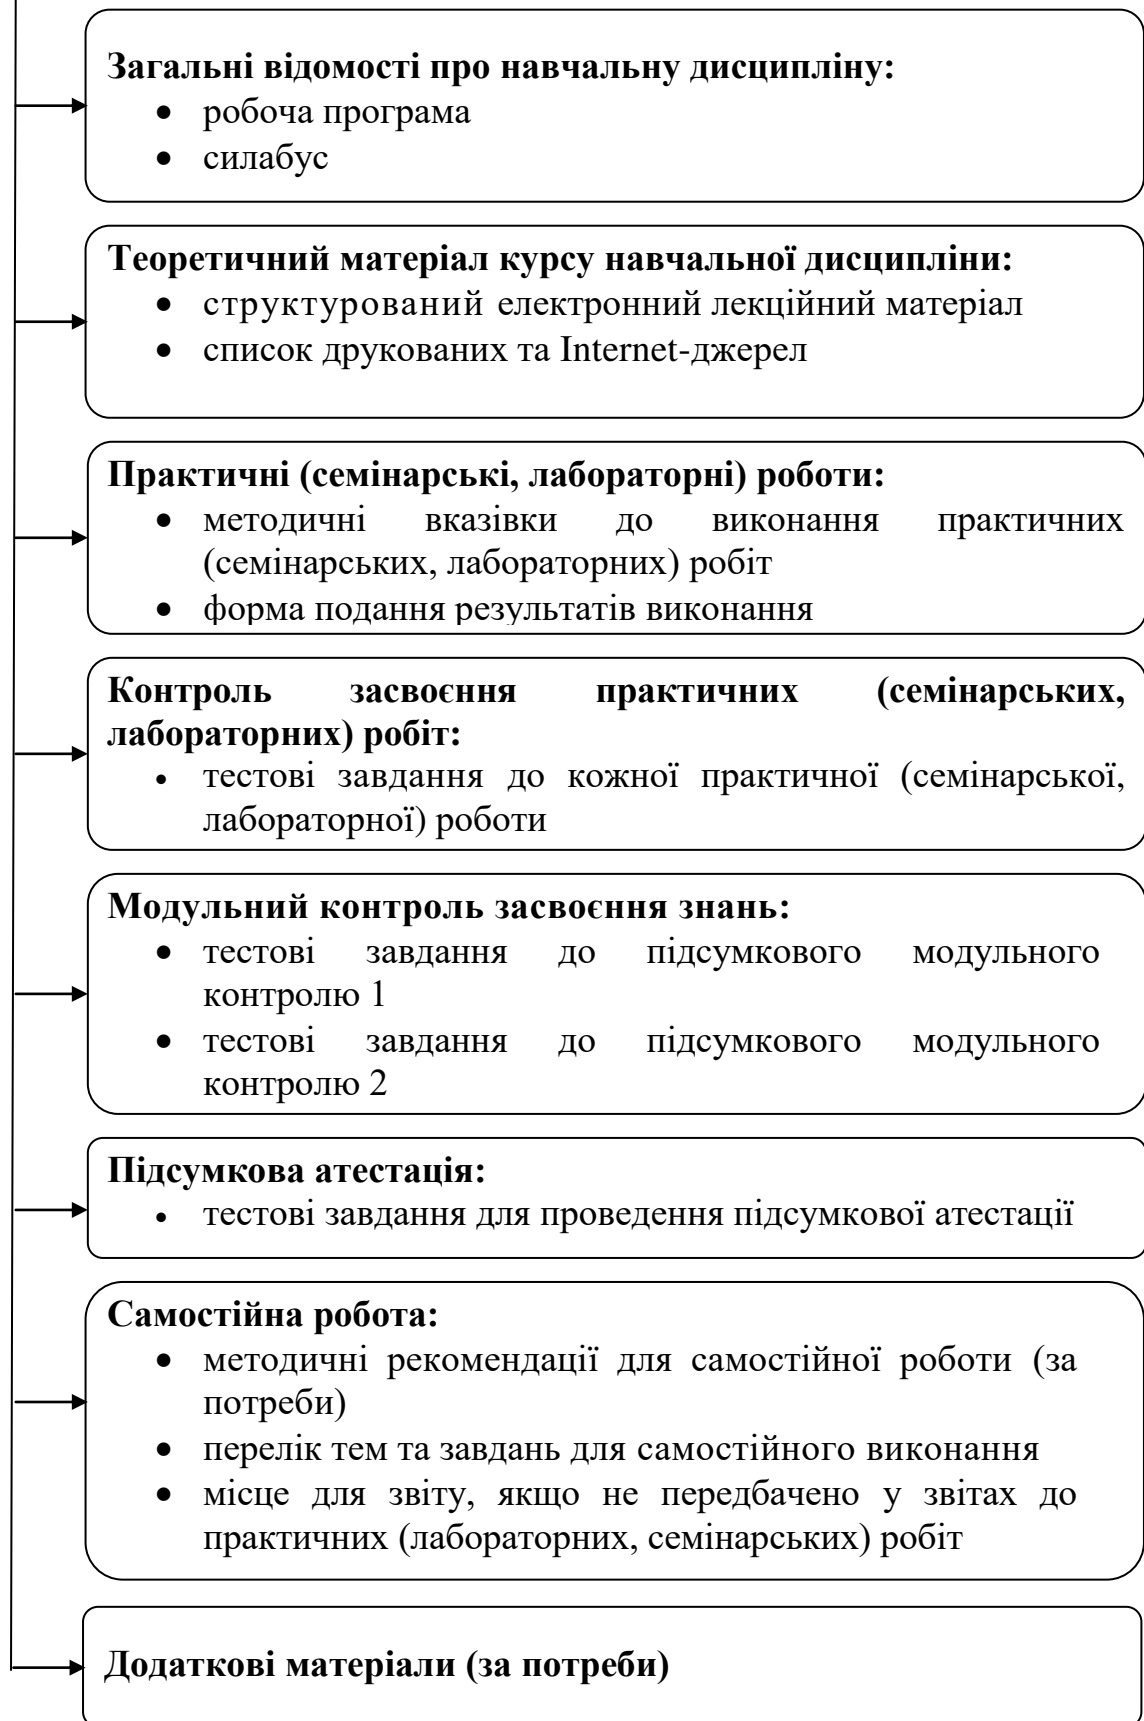 Загальні відомості про навчальну дисципліну:
• робоча програма
• силабус
Теоретичний матеріал курсу навчальної дисципліни:
• структурований електронний лекційний матеріал
• список друкованих та Internet-джерел
Практичні (семінарські, лабораторні) роботи:
• методичні вказівки до виконання практичних
(семінарських, лабораторних) робіт
• форма подання результатів виконання
Контроль засвоєння практичних (семінарських,
лабораторних) робіт:
• тестові завдання до кожної практичної (семінарської,
лабораторної) роботи
Модульний контроль засвоєння знань:
• тестові завдання до підсумкового модульного
контролю 1
• тестові завдання до підсумкового модульного
контролю 2
Підсумкова атестація:
• тестові завдання для проведення підсумкової атестації
Самостійна робота:
• методичні рекомендації для самостійної роботи (за
потреби)
• перелік тем та завдань для самостійного виконання
• місце для звіту, якщо не передбачено у звітах до
практичних (лабораторних, семінарських) робіт
Додаткові матеріали (за потреби)